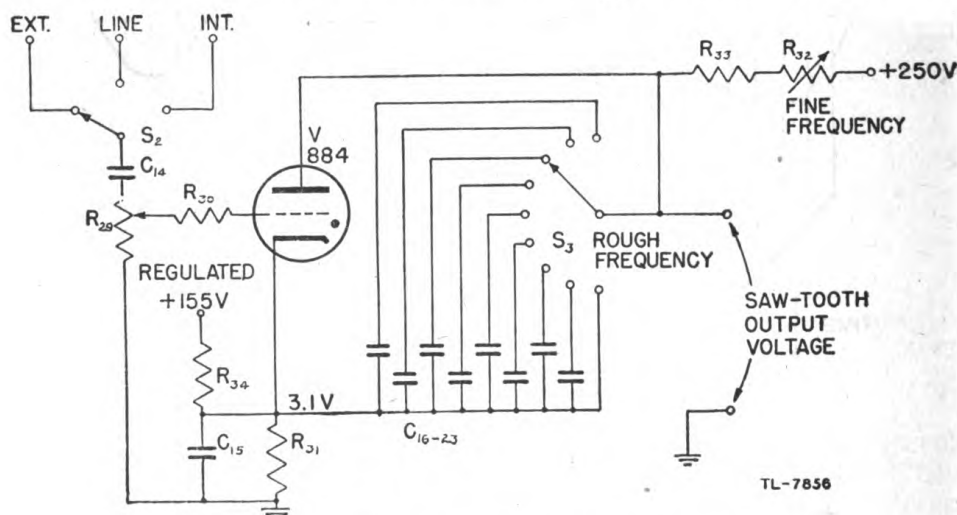 EXT. LINE INT.
R33 R32
+250V
FINE
FREQUENCY
S2
V
884
C14
R30
R29
S3
ROUGH
FREQUENCY
REGULATED
+155V
SAW-TOOTH
OUTPUT
VOLTAGE
R34
3.1V
C16-23
C15
R31
TL-7856